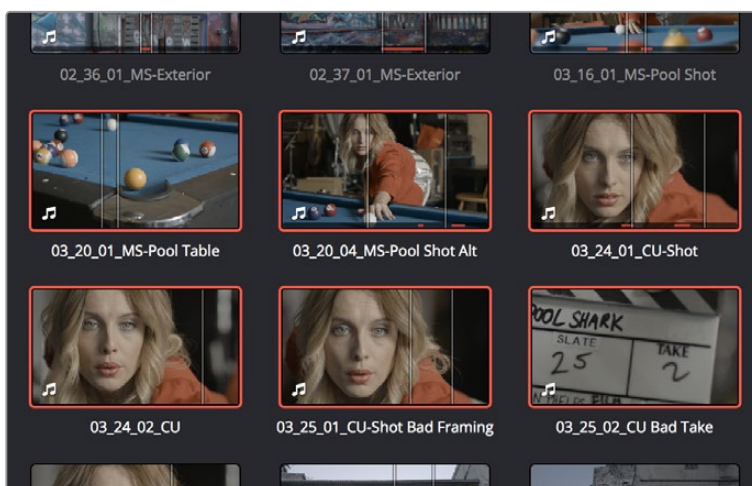 02_36_01_MS-Exterior
02_37_01_MS-Exterior
03_16_01_MS-Pool Shot
03_20_01_MS-Pool Table
03_20_04_MS-Pool Shot Alt
03_24_01_CU-Shot
POOL SHARK
SLATE
TAKE
25
2
03_24_02_CU
03_25_01_CU-Shot Bad Framing
03_25_02_CU Bad Take